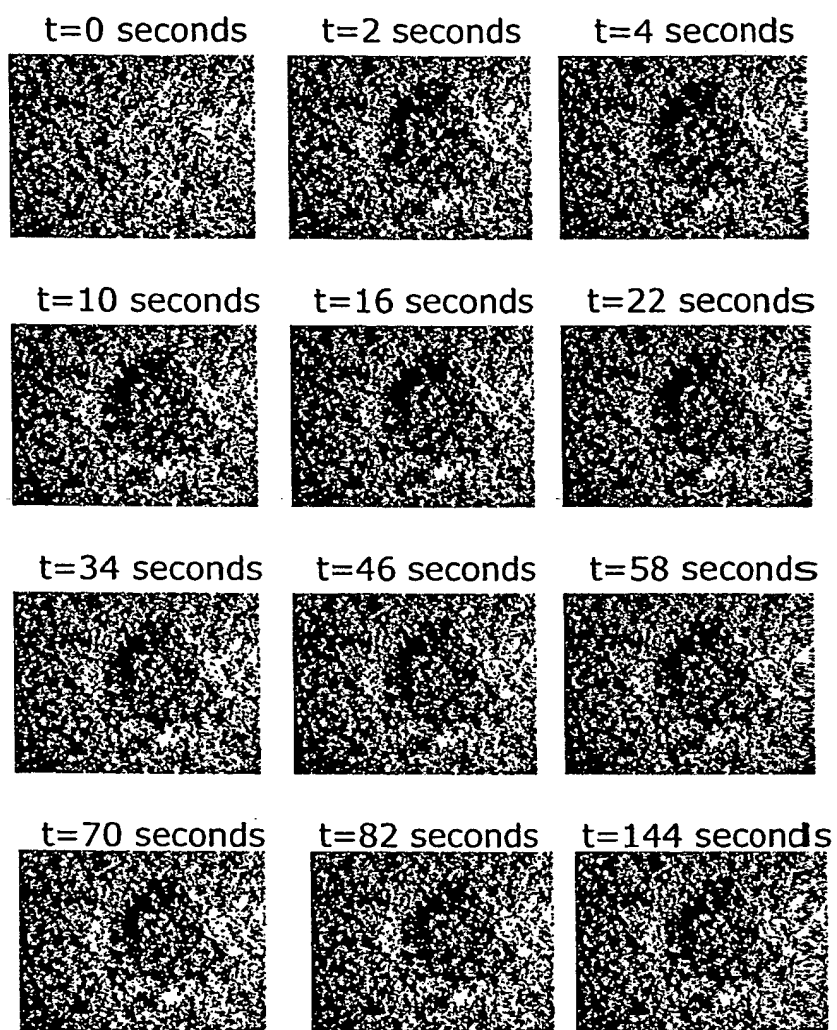 t=0 seconds t=2 seconds t=4 seconds
t=10 seconds t=16 seconds t=22 seconds
t=34 seconds t=46 seconds t=58 seconds
t=70 seconds t=82 seconds t=144 seconds